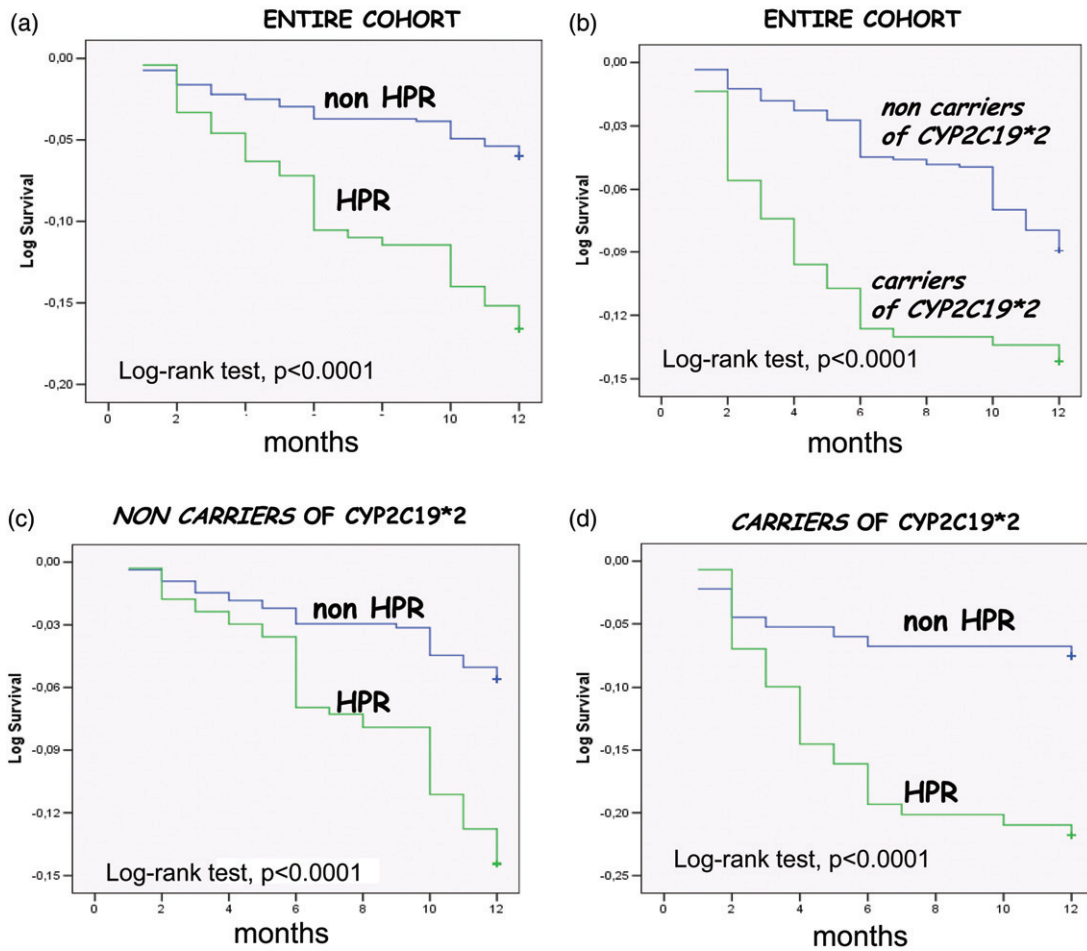 (a)
ENTIRE COHORT
0,00
-0,05
-0,10
-0,15
-0,20
Log Survival
non HPR
HPR
Log-rank test, p<0.0001
0 2 10 12
months
(b)
ENTIRE COHORT
0,00
-0,03
-0,06
-0,09
-0,12
-0,15
Log Survival
non carriers
of CYP2C19*2
carriers
of CYP2C19*2
Log-rank test, p<0.0001
0 2 4 6 8 10 12
months
(c)
NON CARRIERS OF CYP2C19*2
0,00
-0,03
-0,06
-0,09
-0,12
-0,15
Log Survival
non HPR
HPR
Log-rank test, p<0.0001
0 2 4 6 8 10 12
months
(d)
CARRIERS OF CYP2C19*2
0,00
-0,05
-0,10
-0,15
-0,20
-0,25
Log Survival
non HPR
HPR
Log-rank test, p<0.0001
0 2 4 6 8 10 12
months